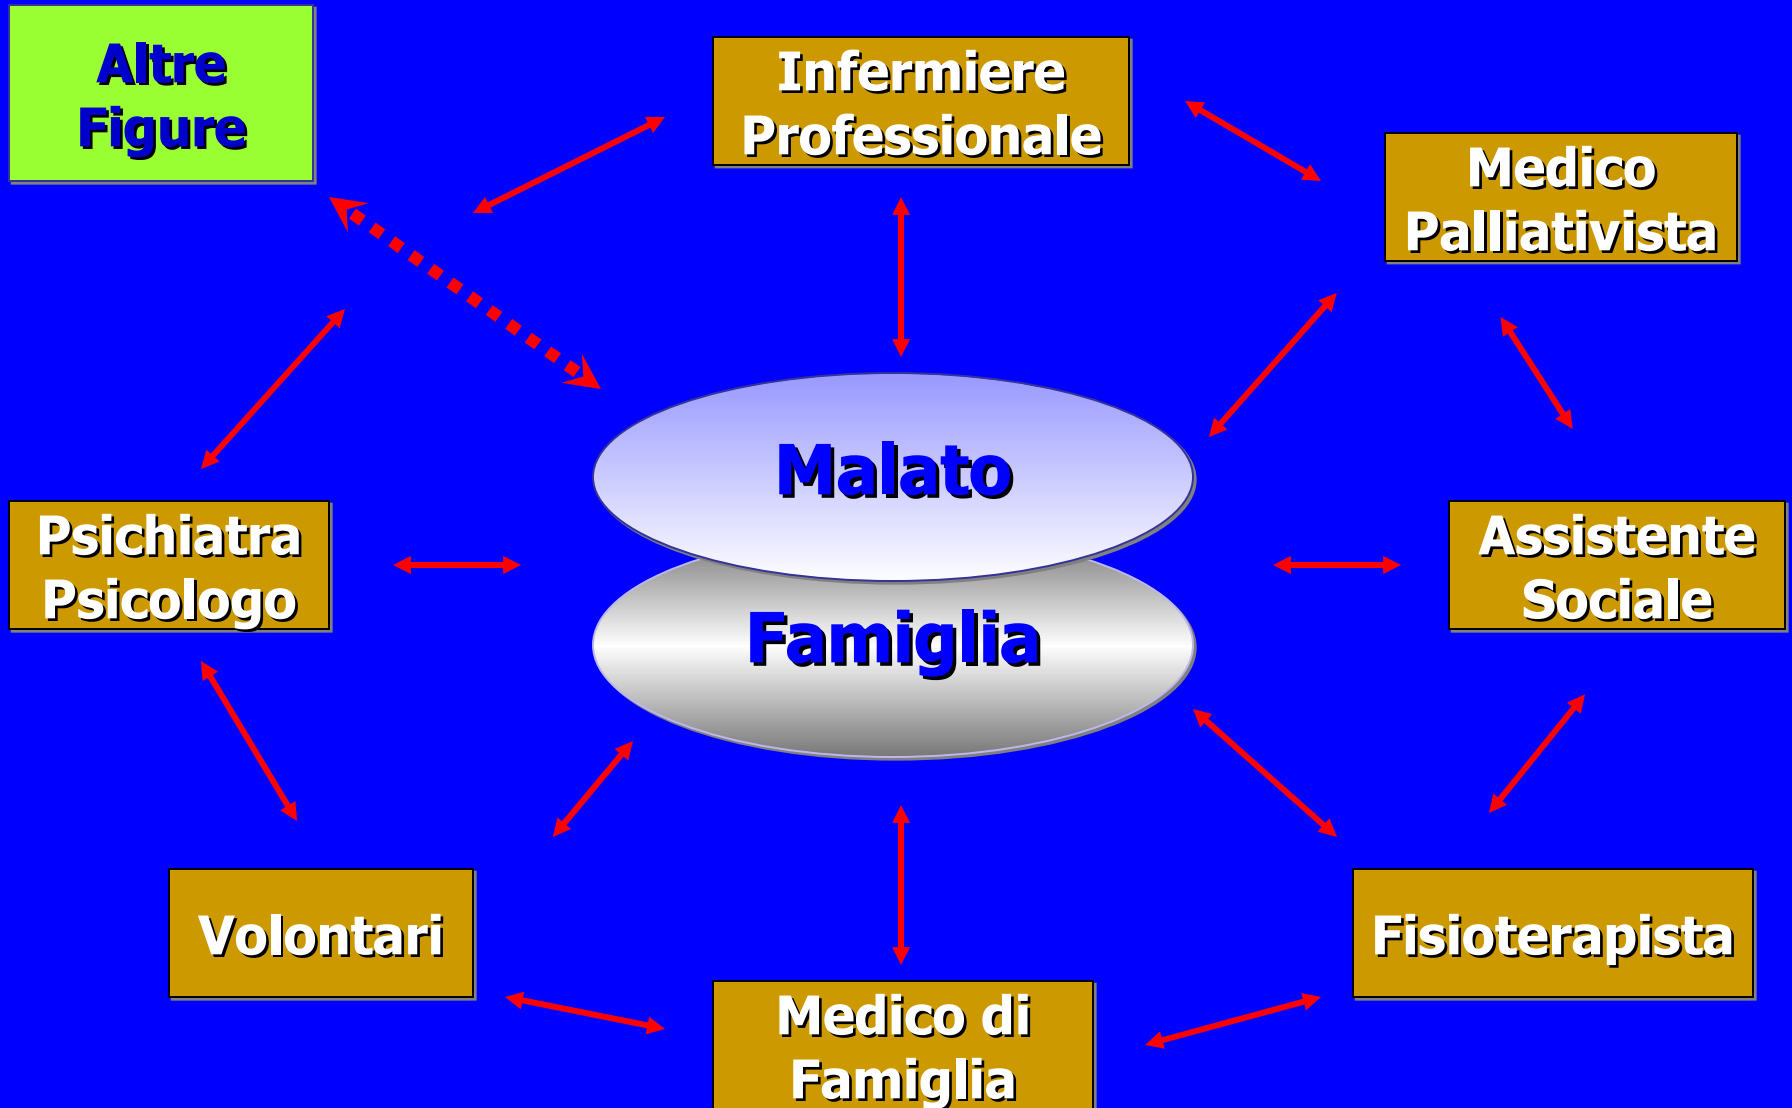 Altre
Figure
Infermiere
Professionale
Medico
Palliativista
Malato
Famiglia
Psichiatra
Psicologo
Assistente
Sociale
Volontari
Fisioterapista
Medico di
Famiglia